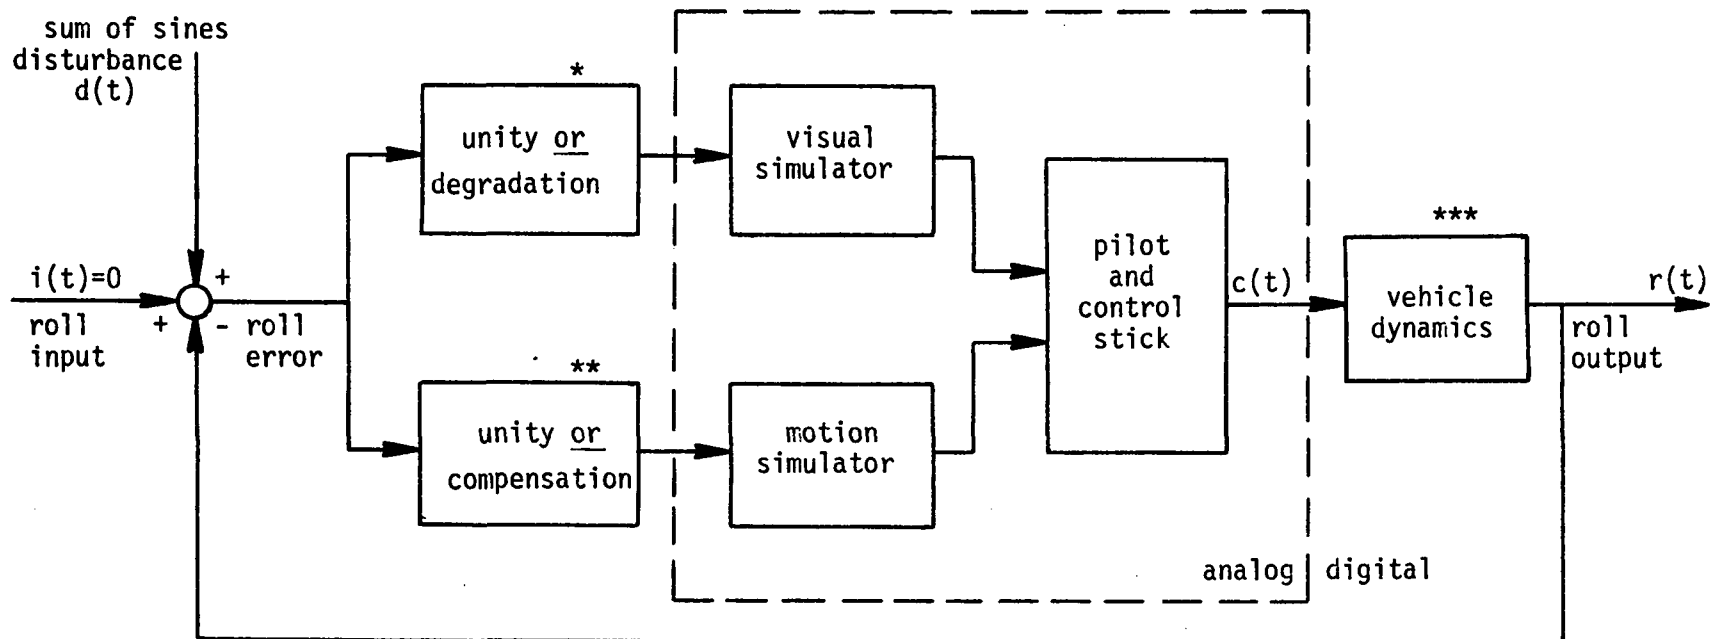 sum of sines
disturbance
d(t)
*
unity or
degradation
visual
simulator
i(t)=0
+
roll
input
+
-
roll
error
**
unity or
compensation
motion
simulator
pilot
and
control
stick
c(t)
***
vehicle
dynamics
r(t)
roll
output
analog
digital